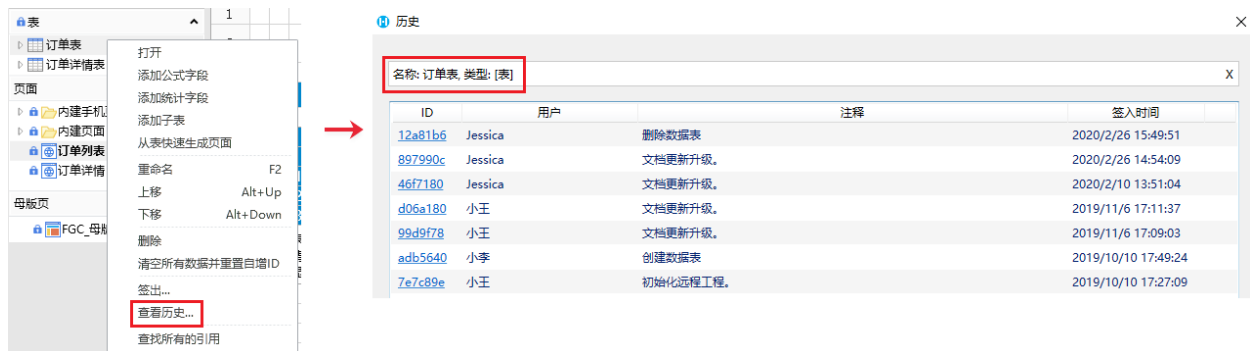 表
1
订单表
订单详情表
页面
内建手机
内建页面
订单列表
订单详情
母版页
FGC_母版
打开
添加公式字段
添加统计字段
添加子表
从表快速生成页面
重命名 F2
上移 Alt+Up
下移 Alt+Down
删除
清空所有数据并重置自增ID
签出...
查看历史...
查找所有的引用
历史
名称: 订单表, 类型: [表] X
ID 用户 注释 签入时间
12a81b6 Jessica 删除数据表 2020/2/26 15:49:51
897990c Jessica 文档更新升级。 2020/2/26 14:54:09
46f7180 Jessica 文档更新升级。 2020/2/10 13:51:04
d06a180 小王 文档更新升级。 2019/11/6 17:11:37
99d9f78 小王 文档更新升级。 2019/11/6 17:09:03
adb5640 小李 创建数据表 2019/10/10 17:49:24
7e7c89e 小王 初始化远程工程。 2019/10/10 17:27:09